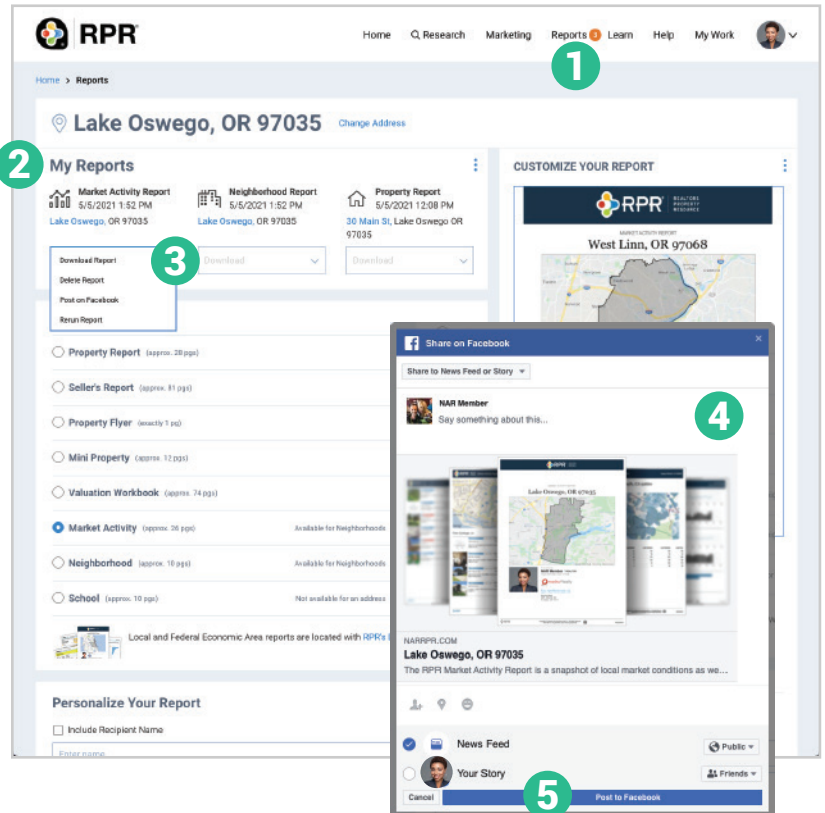 RPR
Home
Research
Marketing
Reports 3
Learn
Help
My Work
1
Home > Reports
Lake Oswego, OR 97035 Change Address
2
My Reports
Market Activity Report
5/5/2021 1:52 PM
Lake Oswego, OR 97035
Neighborhood Report
5/5/2021 1:52 PM
Lake Oswego, OR 97035
Property Report
5/5/2021 12:08 PM
30 Main St, Lake Oswego OR
97035
3
Download Report
Delete Report
Post on Facebook
Rerun Report
Download
Download
Property Report (approx. 28 pgs)
Seller's Report (approx. 81 pgs)
Property Flyer (exactly 1 pg)
Mini Property (approx. 12 pgs)
Valuation Workbook (approx. 74 pgs)
Market Activity (approx. 26 pgs) Available for Neighborhoods
Neighborhood (approx. 10 pgs) Available for Neighborhoods
School (approx. 10 pgs) Not available for an address
Local and Federal Economic Area reports are located with RPR's
Personalize Your Report
Include Recipient Name
Enter name
CUSTOMIZE YOUR REPORT
RPR REALTORS
PROPERTY
RESOURCE
MARKET ACTIVITY REPORT
West Linn, OR 97068
Share on Facebook
Share to News Feed or Story
4
NAR Member
Say something about this...
RPR
Lake Oswego, OR 97035
NARRPR.COM
Lake Oswego, OR 97035
The RPR Market Activity Report is a snapshot of local market conditions as we...
News Feed
Public
Your Story
Friends
5
Cancel
Post to Facebook